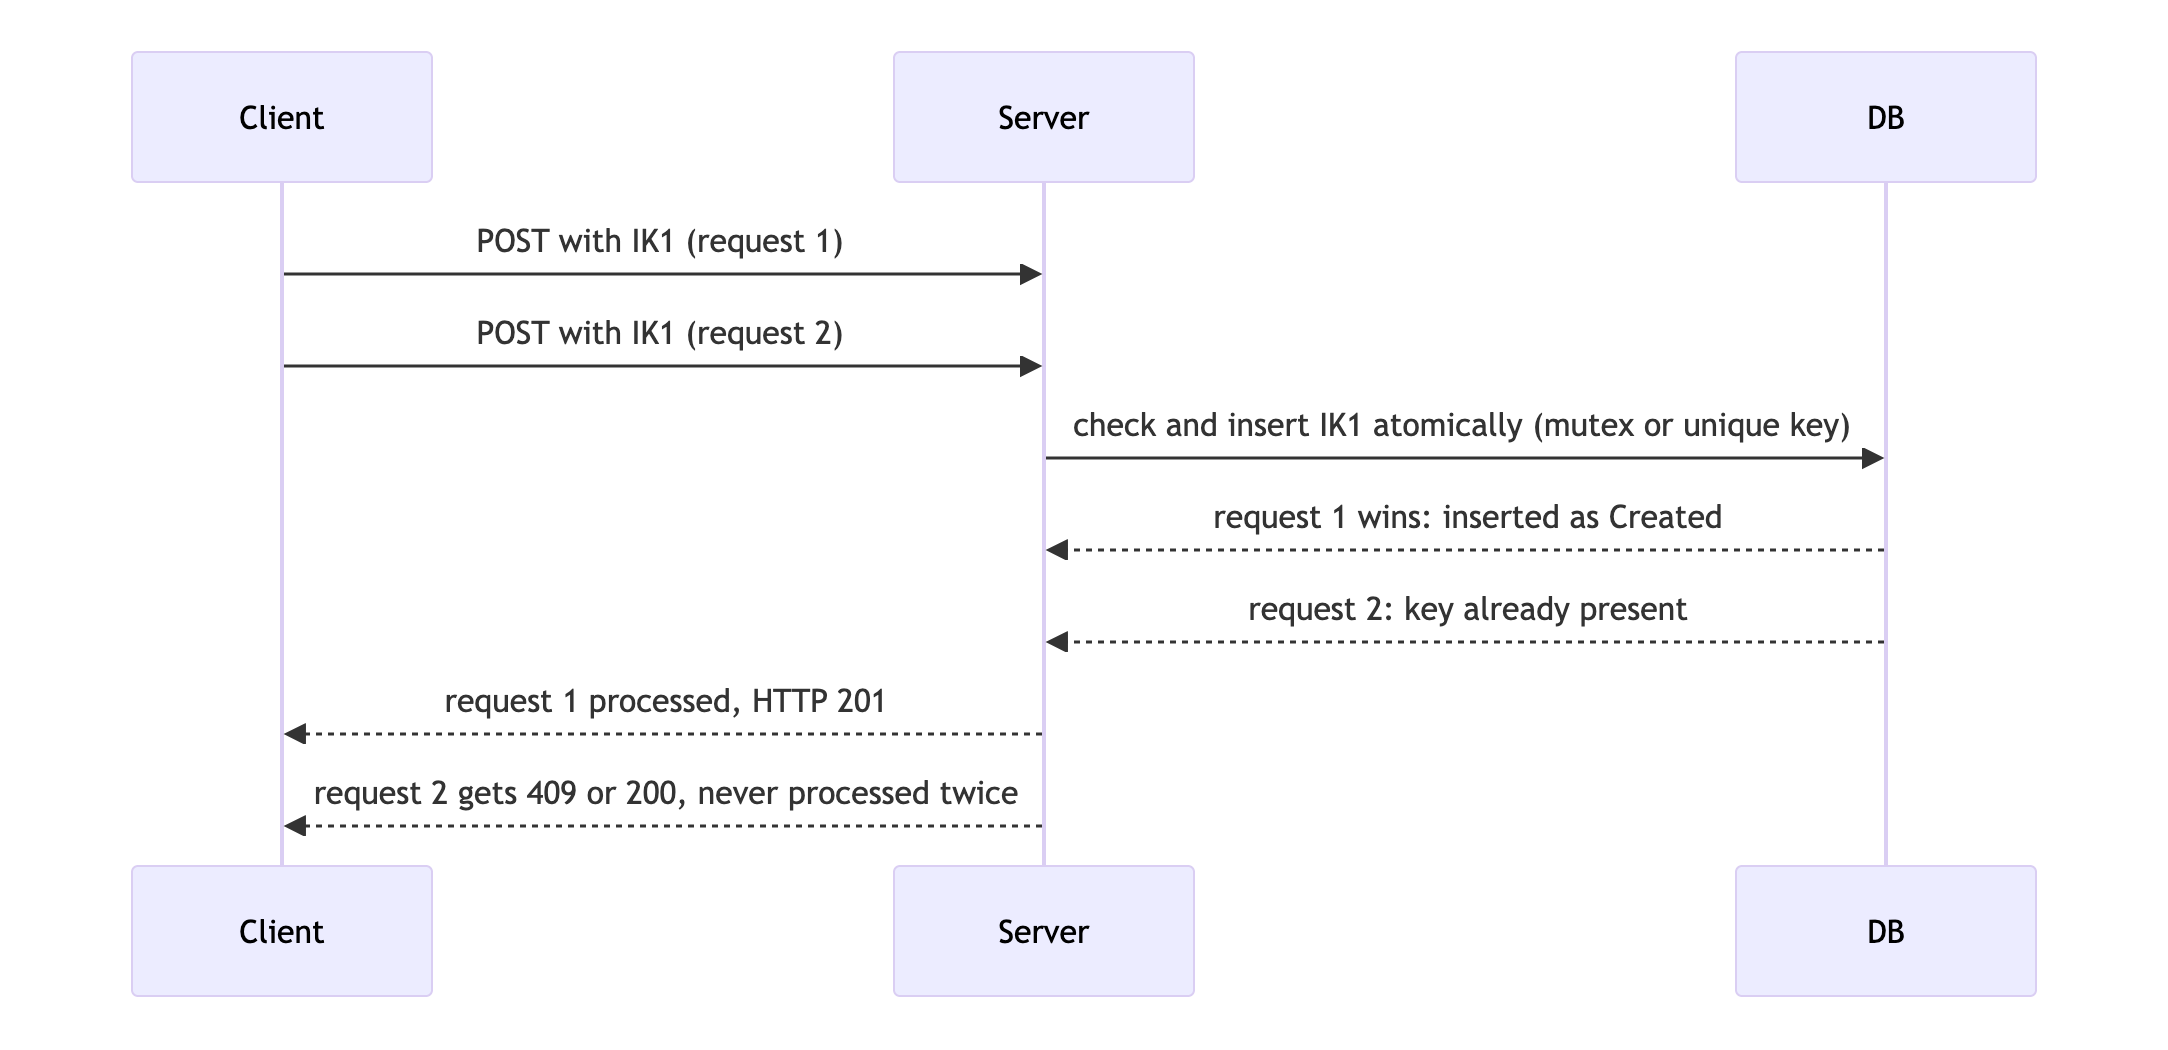 Client
Server
DB
POST with IK1 (request 1)
POST with IK1 (request 2)
check and insert IK1 atomically (mutex or unique key)
request 1 wins: inserted as Created
request 2: key already present
request 1 processed, HTTP 201
request 2 gets 409 or 200, never processed twice
Client
Server
DB